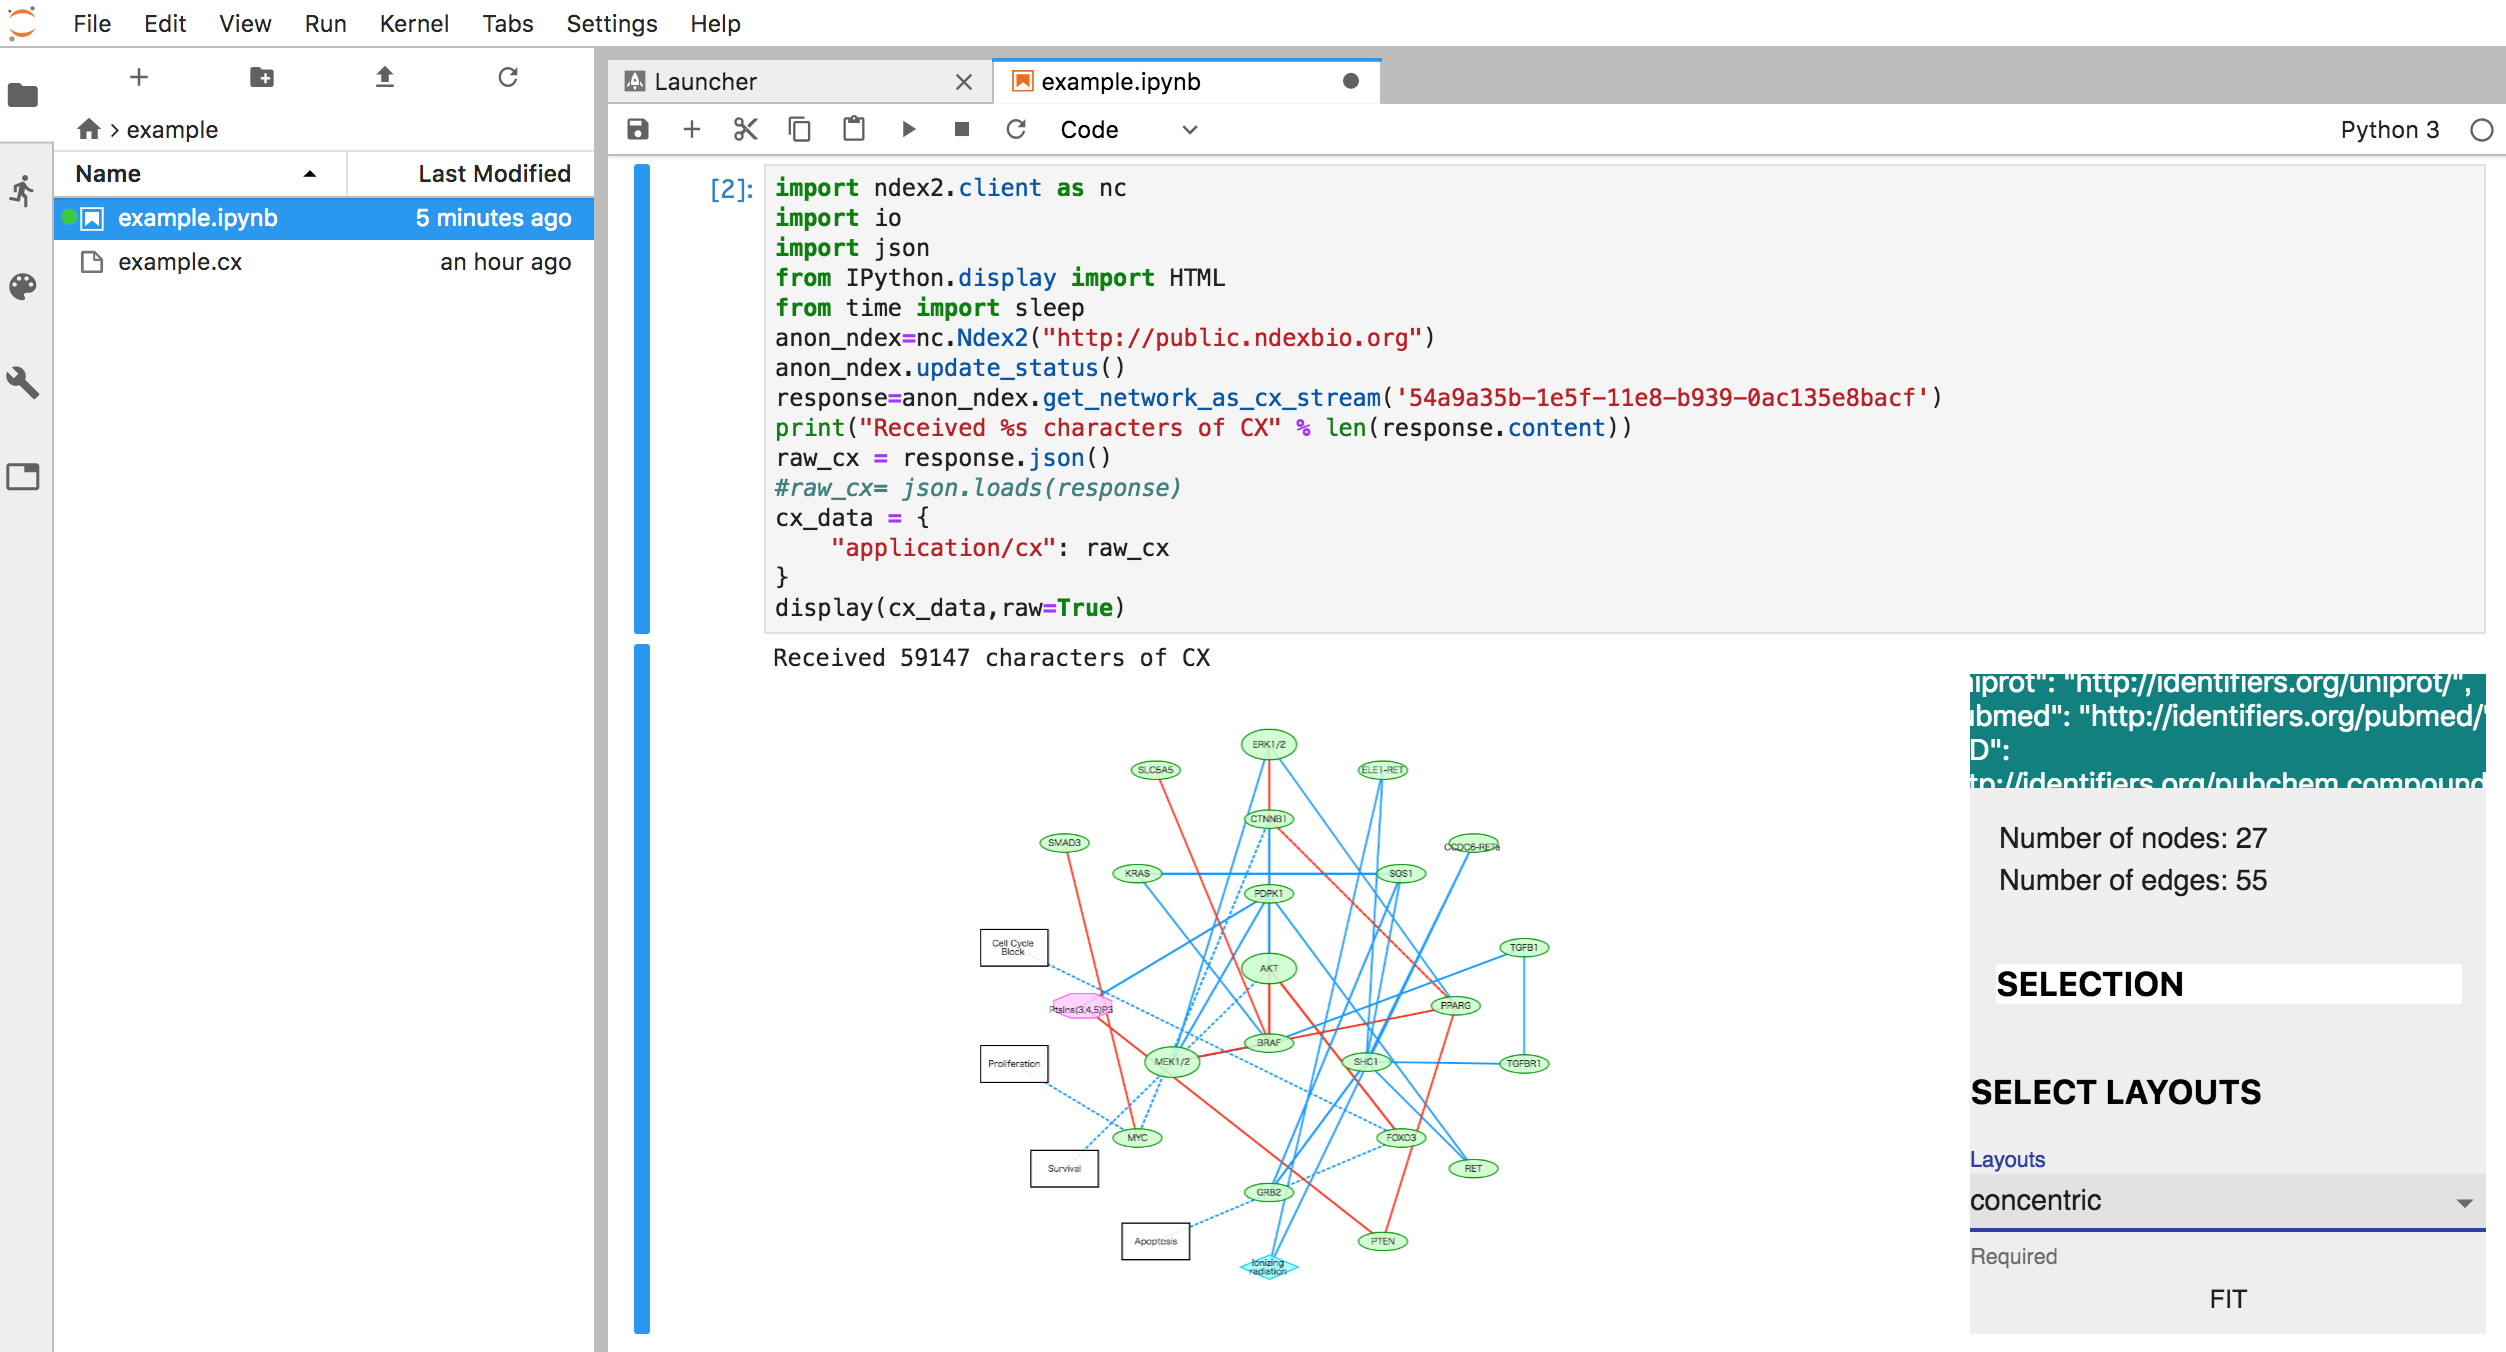 File Edit View Run Kernel Tabs Settings Help
example
Name Last Modified
example.ipynb 5 minutes ago
example.cx an hour ago
Launcher example.ipynb
Code Python 3
[2]:
import ndex2.client as nc
import io
import json
from IPython.display import HTML
from time import sleep
anon_ndex=nc.Ndex2("http://public.ndexbio.org")
anon_ndex.update_status()
response=anon_ndex.get_network_as_cx_stream('54a9a35b-1e5f-11e8-b939-0ac135e8bacf')
print("Received %s characters of CX" % len(response.content))
raw_cx = response.json()
#raw_cx= json.loads(response)
cx_data = {
"application/cx": raw_cx
}
display(cx_data,raw=True)
Received 59147 characters of CX
ERK1/2
SLC5A5
ELE1-RET
CTNNB1
SMAD3
CCDC6-RETa
KRAS
SOS1
PDPK1
Cell Cycle
Block
TGFB1
AKT
PtsIns(3,4,5)P3
PPARG
BRAF
MEK1/2
SHC1
Proliferation
TGFBR1
MYC
FOXO3
Survival
RET
GRB2
Apoptosis
PTEN
Ionizing
radiation
iprot": "http://identifiers.org/uniprot/",
bmed": "http://identifiers.org/pubmed/"
D":
tp://identifiers.org/pubchem.compound
Number of nodes: 27
Number of edges: 55
SELECTION
SELECT LAYOUTS
Layouts
concentric
Required
FIT